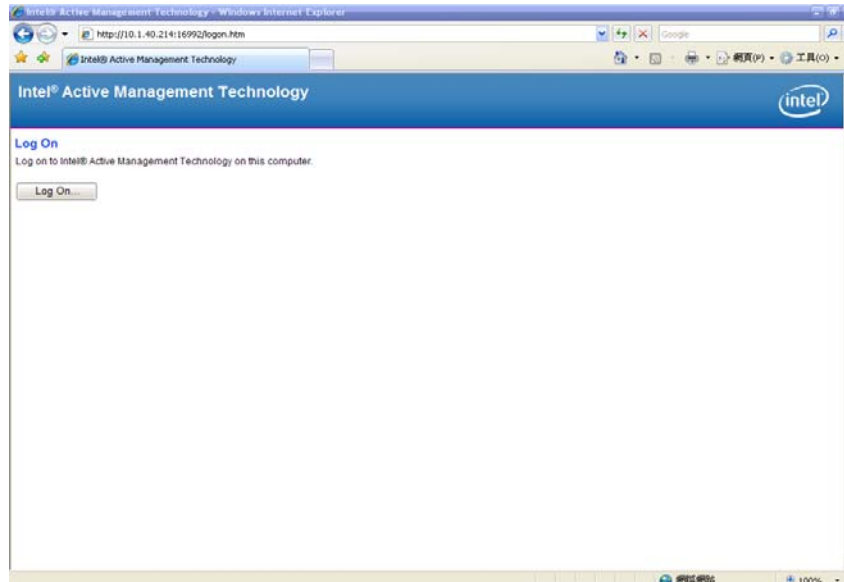 Intel® Active Management Technology - Windows Internet Explorer
http://10.1.40.214:16992/logon.htm
Google
Intel® Active Management Technology
網頁(P)
工具(O)
Intel® Active Management Technology
intel
Log On
Log on to Intel® Active Management Technology on this computer.
Log On...
100%